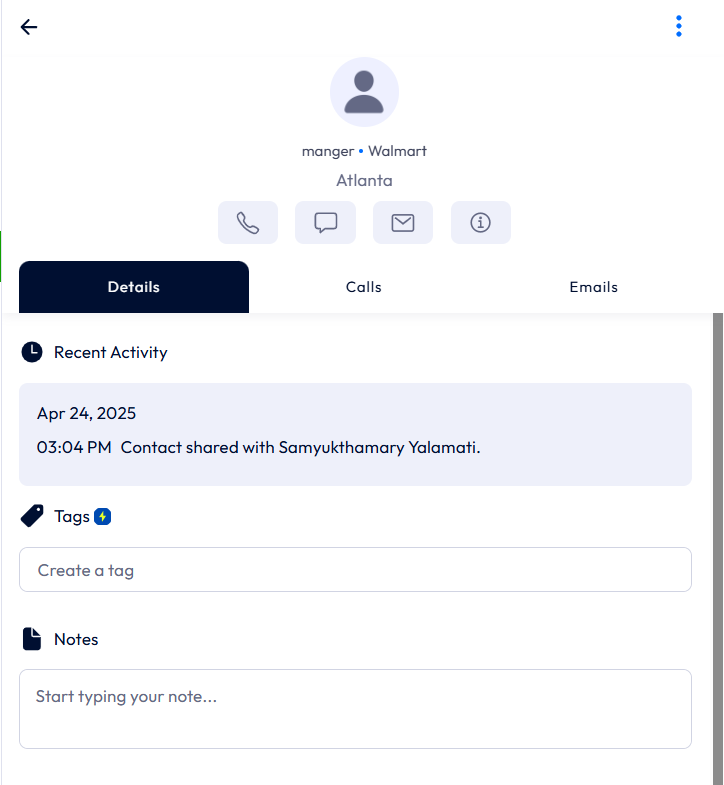 manger • Walmart
Atlanta
Details Calls Emails
Recent Activity
Apr 24, 2025
03:04 PM Contact shared with Samyukthamary Yalamati.
Tags
Create a tag
Notes
Start typing your note...